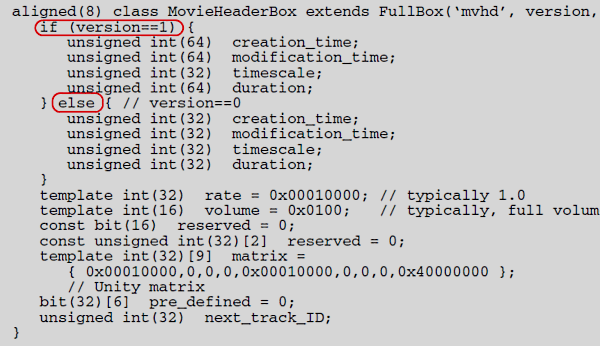 aligned(8) class MovieHeaderBox extends FullBox(‘mvhd’, version,
if (version==1) {
unsigned int(64) creation_time;
unsigned int(64) modification_time;
unsigned int(32) timescale;
unsigned int(64) duration;
} else { // version==0
unsigned int(32) creation_time;
unsigned int(32) modification_time;
unsigned int(32) timescale;
unsigned int(32) duration;
}
template int(32) rate = 0x00010000; // typically 1.0
template int(16) volume = 0x0100; // typically, full volum
const bit(16) reserved = 0;
const unsigned int(32)[2] reserved = 0;
template int(32)[9] matrix =
{ 0x00010000,0,0,0,0x00010000,0,0,0,0x40000000 };
// Unity matrix
bit(32)[6] pre_defined = 0;
unsigned int(32) next_track_ID;
}